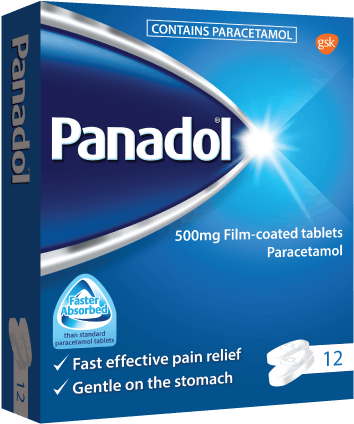 CONTAINS PARACETAMOL
gsk
Panadol®
Panadol
500mg Film-coated tablets
Paracetamol
Faster
Absorbed
than standard
paracetamol tablets
✓ Fast effective pain relief
✓ Gentle on the stomach
12
12